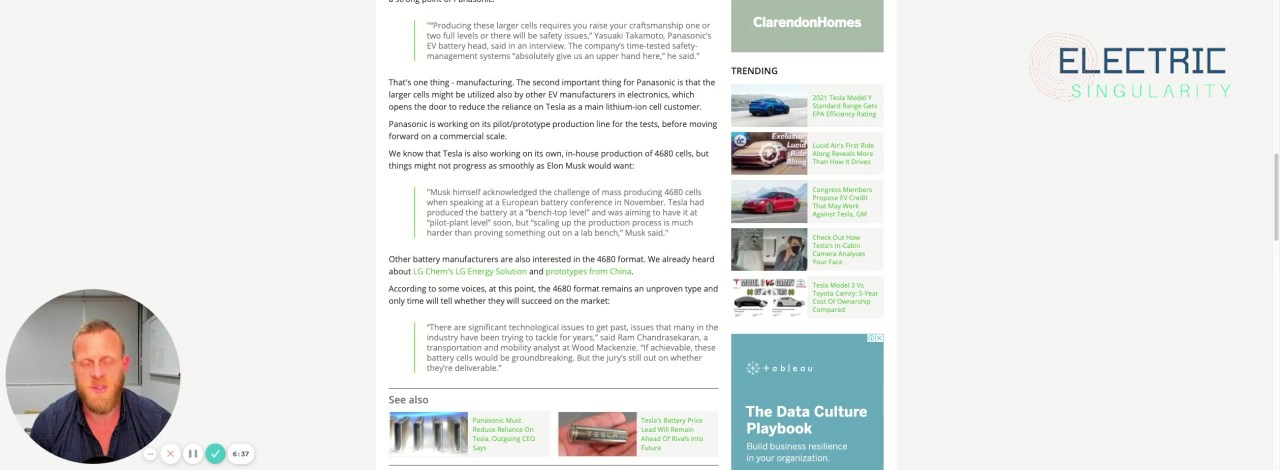 ""Producing these larger cells requires you raise your craftsmanship one or
two full levels or there will be safety issues," Yasuaki Takamoto, Panasonic's
EV battery head, said in an interview. The company's time-tested safety-
management systems "absolutely give us an upper hand here," he said."
That's one thing - manufacturing. The second important thing for Panasonic is that the
larger cells might be utilized also by other EV manufacturers in electronics, which
opens the door to reduce the reliance on Tesla as a main lithium-ion cell customer.
Panasonic is working on its pilot/prototype production line for the tests, before moving
forward on a commercial scale.
We know that Tesla is also working on its own, in-house production of 4680 cells, but
things might not progress as smoothly as Elon Musk would want:
"Musk himself acknowledged the challenge of mass producing 4680 cells
when speaking at a European battery conference in November. Tesla had
produced the battery at a "bench-top level" and was aiming to have it at
"pilot-plant level" soon, but "scaling up the production process is much
harder than proving something out on a lab bench," Musk said."
Other battery manufacturers are also interested in the 4680 format. We already heard
about LG Chem's LG Energy Solution and prototypes from China.
According to some voices, at this point, the 4680 format remains an unproven type and
only time will tell whether they will succeed on the market:
"There are significant technological issues to get past, issues that many in the
industry have been trying to tackle for years," said Ram Chandrasekaran, a
transportation and mobility analyst at Wood Mackenzie. "If achievable, these
battery cells would be groundbreaking. But the jury's still out on whether
they're deliverable."
See also
Panasonic Must
Reduce Reliance On
Tesla, Outgoing CEO
Says
TESLA
Tesla's Battery Price
Lead Will Remain
Ahead Of Rivals Into
Future
ClarendonHomes
TRENDING
2021 Tesla Model Y
Standard Range Gets
EPA Efficiency Rating
Exclusive
Lucid
Ride
Along
Lucid Air's First Ride
Along Reveals More
Than How It Drives
Congress Members
Propose EV Credit
That May Work
Against Tesla, GM
Check Out How
Tesla's In-Cabin
Camera Analyses
Your Face
MODEL 3 VS CAMRY
Tesla Model 3 Vs
Toyota Camry: 5-Year
Cost Of Ownership
Compared
+ableau
The Data Culture
Playbook
Build business resilience
in your organization.
ELECTRIC
SINGULARITY
6:37